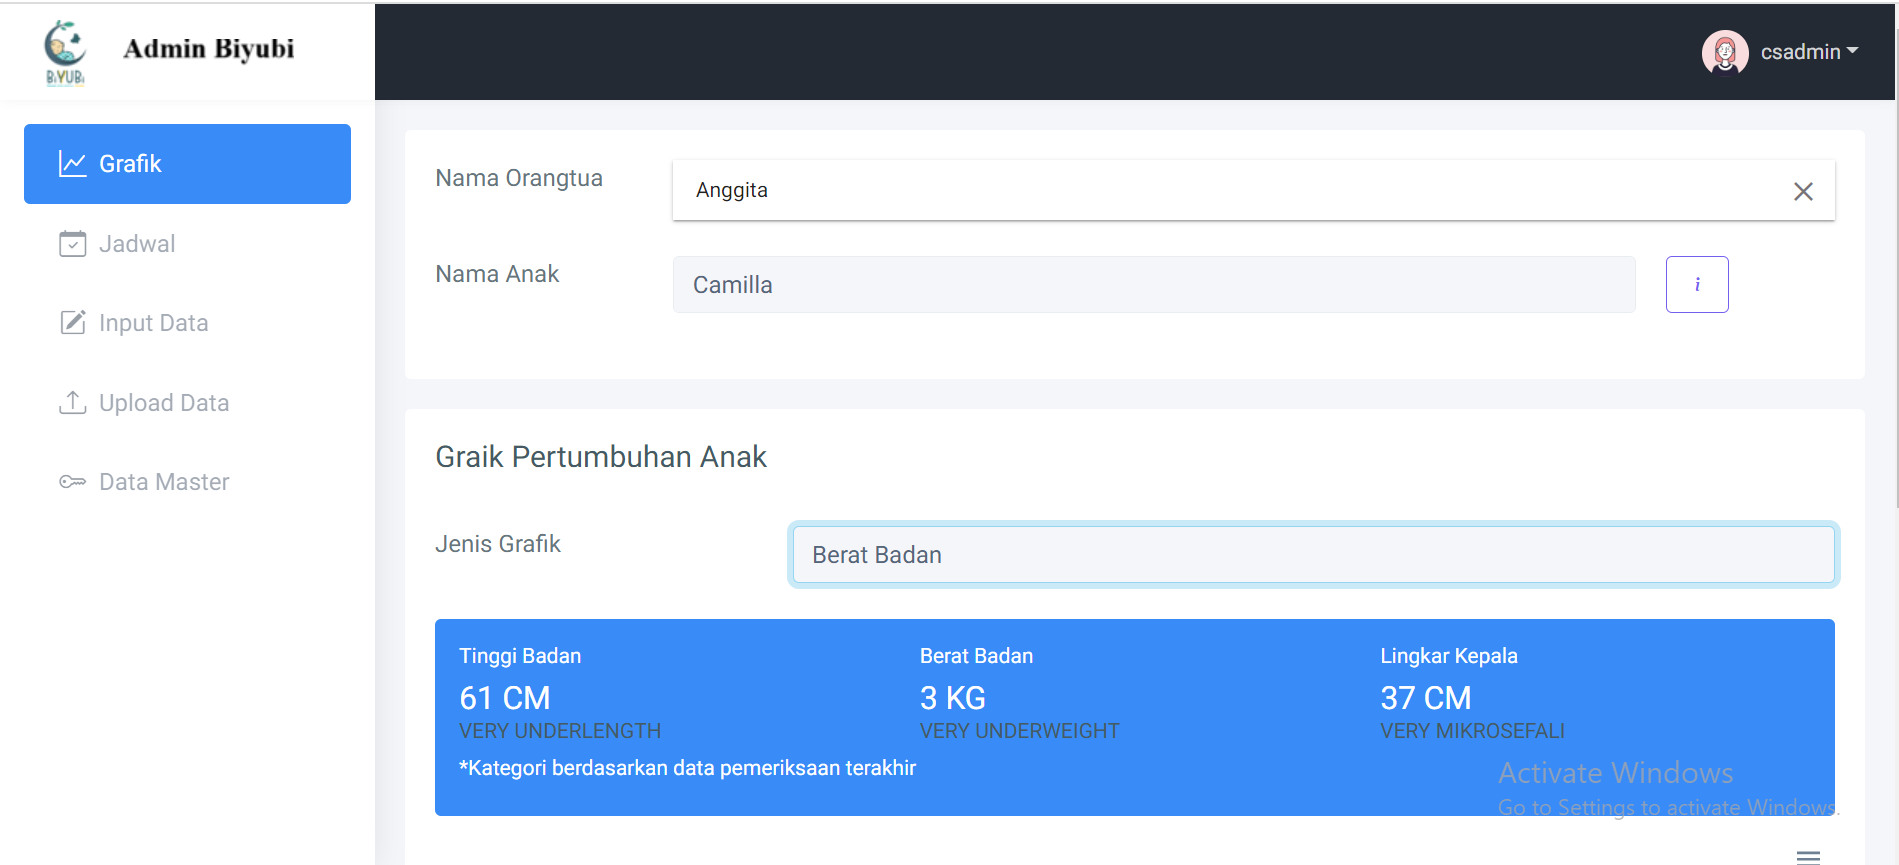 BiYUBi
Admin Biyubi
csadmin
Grafik
Jadwal
Input Data
Upload Data
Data Master
Nama Orangtua
Anggita
Nama Anak
Camilla
i
Graik Pertumbuhan Anak
Jenis Grafik
Berat Badan
Tinggi Badan
61 CM
VERY UNDERLENGTH
Berat Badan
3 KG
VERY UNDERWEIGHT
Lingkar Kepala
37 CM
VERY MIKROSEFALI
*Kategori berdasarkan data pemeriksaan terakhir
Activate Windows
Go to Settings to activate Windows.